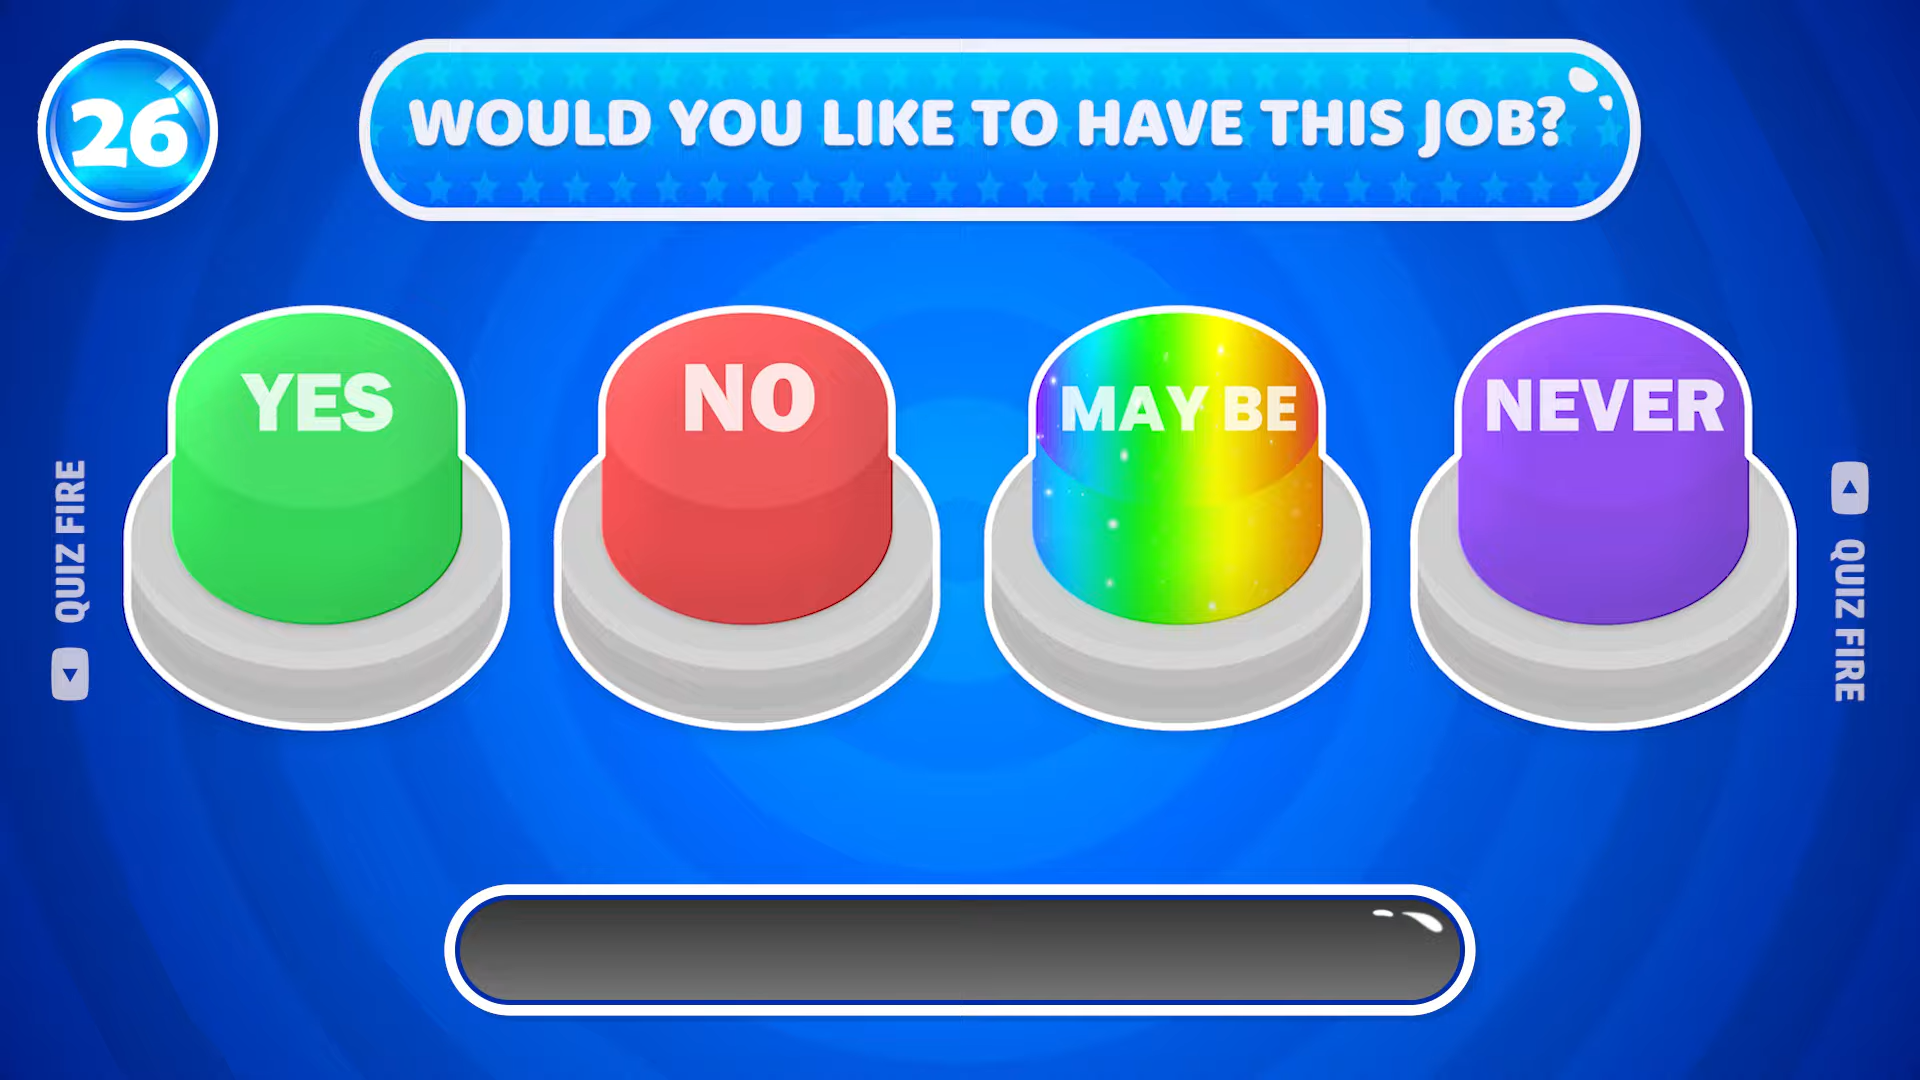 26
WOULD YOU LIKE TO HAVE THIS JOB?
YES
NO
MAY BE
NEVER
QUIZ FIRE
QUIZ FIRE